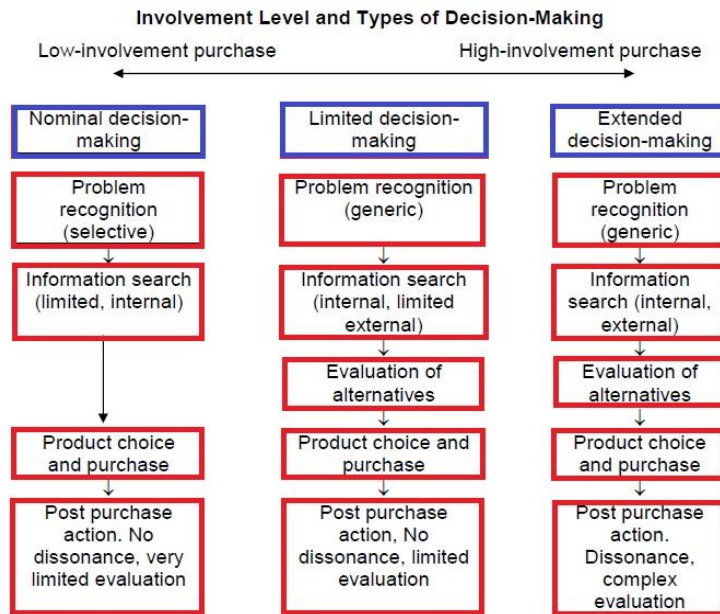 Involvement Level and Types of Decision-Making
Low-involvement purchase
High-involvement purchase
Nominal decision-
making
Problem
recognition
(selective)
Information search
(limited, internal)
Product choice
and purchase
Post purchase
action. No
dissonance, very
limited evaluation
Limited decision-
making
Problem recognition
(generic)
Information search
(internal, limited
external)
Evaluation of
alternatives
Product choice and
purchase
Post purchase
action, No
dissonance, limited
evaluation
Extended
decision-making
Problem
recognition
(generic)
Information
search (internal,
external)
Evaluation of
alternatives
Product choice
and purchase
Post purchase
action.
Dissonance,
complex
evaluation